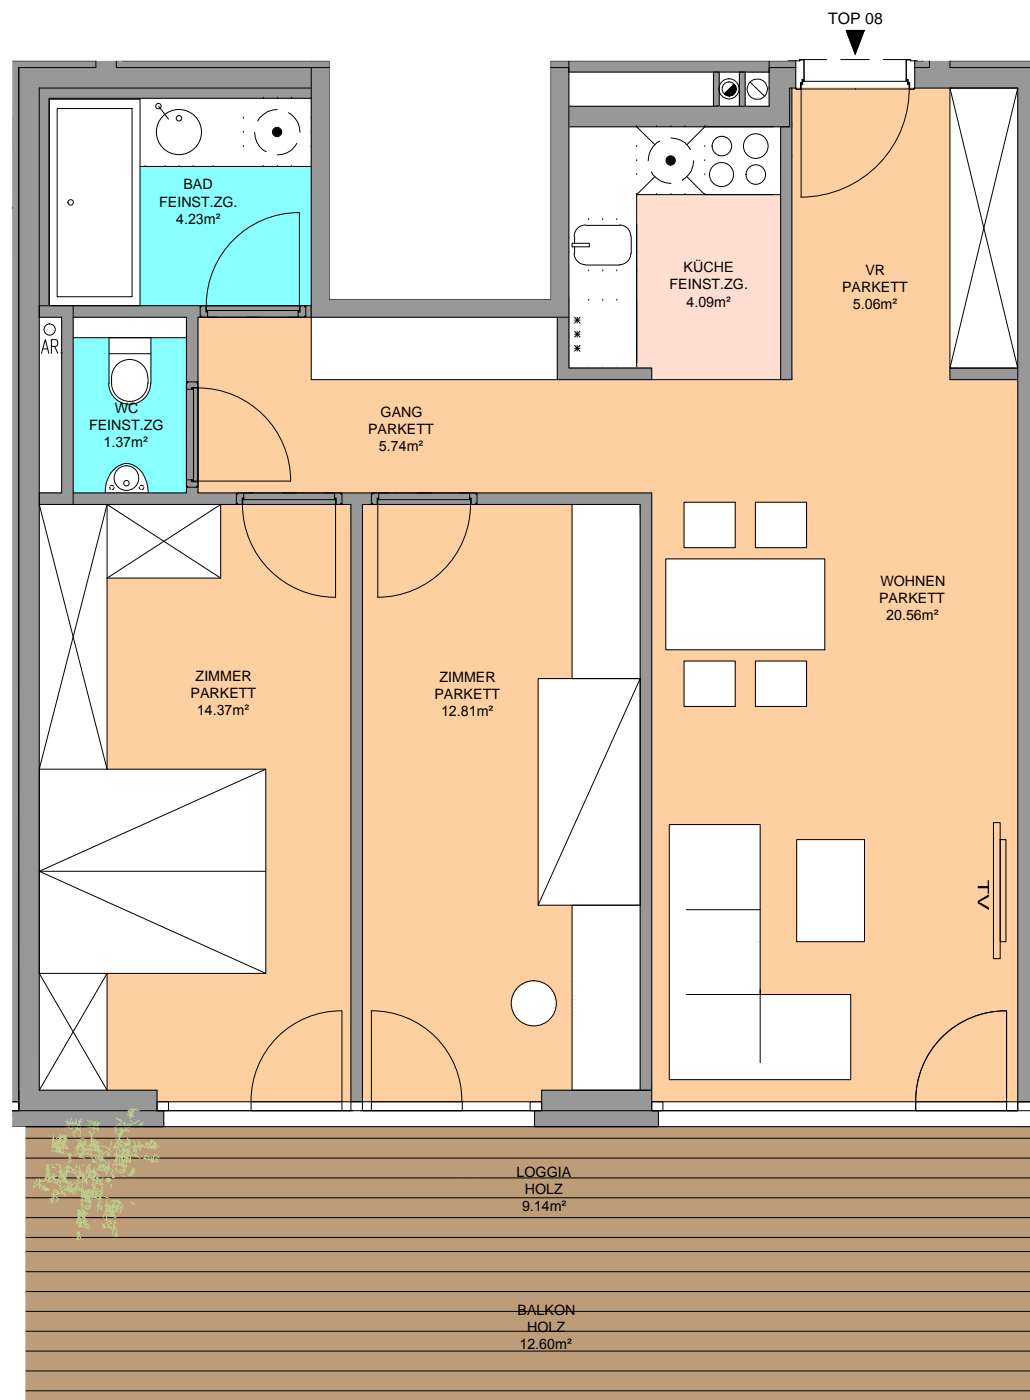 TOP 08
BAD
FEINST.ZG.
4.23m²
KÜCHE
FEINST.ZG.
4.09m²
VR
PARKETT
5.06m²
AR.
WC
FEINST.ZG
1.37m²
GANG
PARKETT
5.74m²
WOHNEN
PARKETT
20.56m²
ZIMMER
PARKETT
14.37m²
ZIMMER
PARKETT
12.81m²
TV
LOGGIA
HOLZ
9.14m²
BALKON
HOLZ
12.60m²